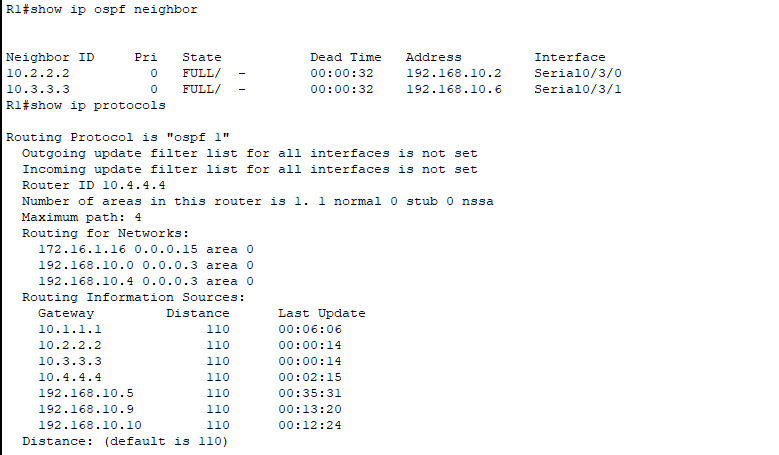 R1#show ip ospf neighbor
Neighbor ID     Pri   State           Dead Time   Address         Interface
10.2.2.2          0   FULL/  -        00:00:32    192.168.10.2    Serial0/3/0
10.3.3.3          0   FULL/  -        00:00:32    192.168.10.6    Serial0/3/1
R1#show ip protocols
Routing Protocol is "ospf 1"
  Outgoing update filter list for all interfaces is not set
  Incoming update filter list for all interfaces is not set
  Router ID 10.4.4.4
  Number of areas in this router is 1. 1 normal 0 stub 0 nssa
  Maximum path: 4
  Routing for Networks:
    172.16.1.16 0.0.0.15 area 0
    192.168.10.0 0.0.0.3 area 0
    192.168.10.4 0.0.0.3 area 0
  Routing Information Sources:
    Gateway         Distance      Last Update
    10.1.1.1             110      00:06:06
    10.2.2.2             110      00:00:14
    10.3.3.3             110      00:00:14
    10.4.4.4             110      00:02:15
    192.168.10.5         110      00:35:31
    192.168.10.9         110      00:13:20
    192.168.10.10        110      00:12:24
  Distance: (default is 110)